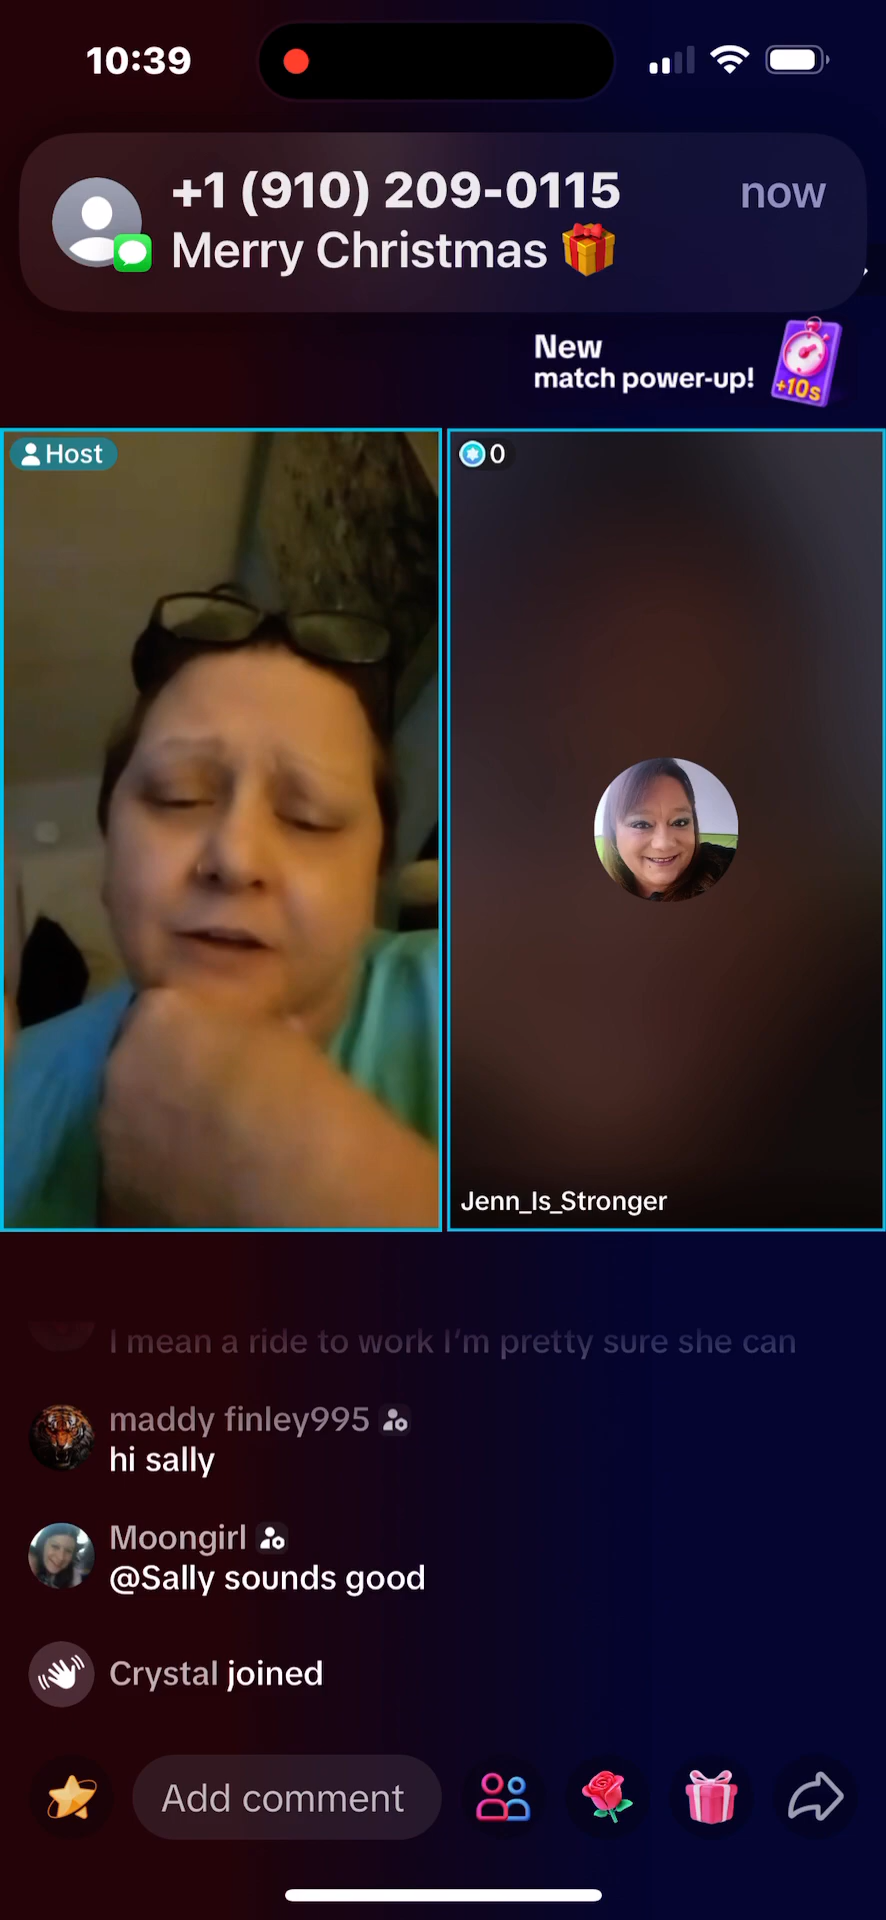 10:39
+1 (910) 209-0115
now
Merry Christmas 🎁
New
match power-up!
+10s
Host
0
Jenn_Is_Stronger
I mean a ride to work I'm pretty sure she can
maddy finley995
hi sally
Moongirl
@Sally sounds good
Crystal joined
Add comment